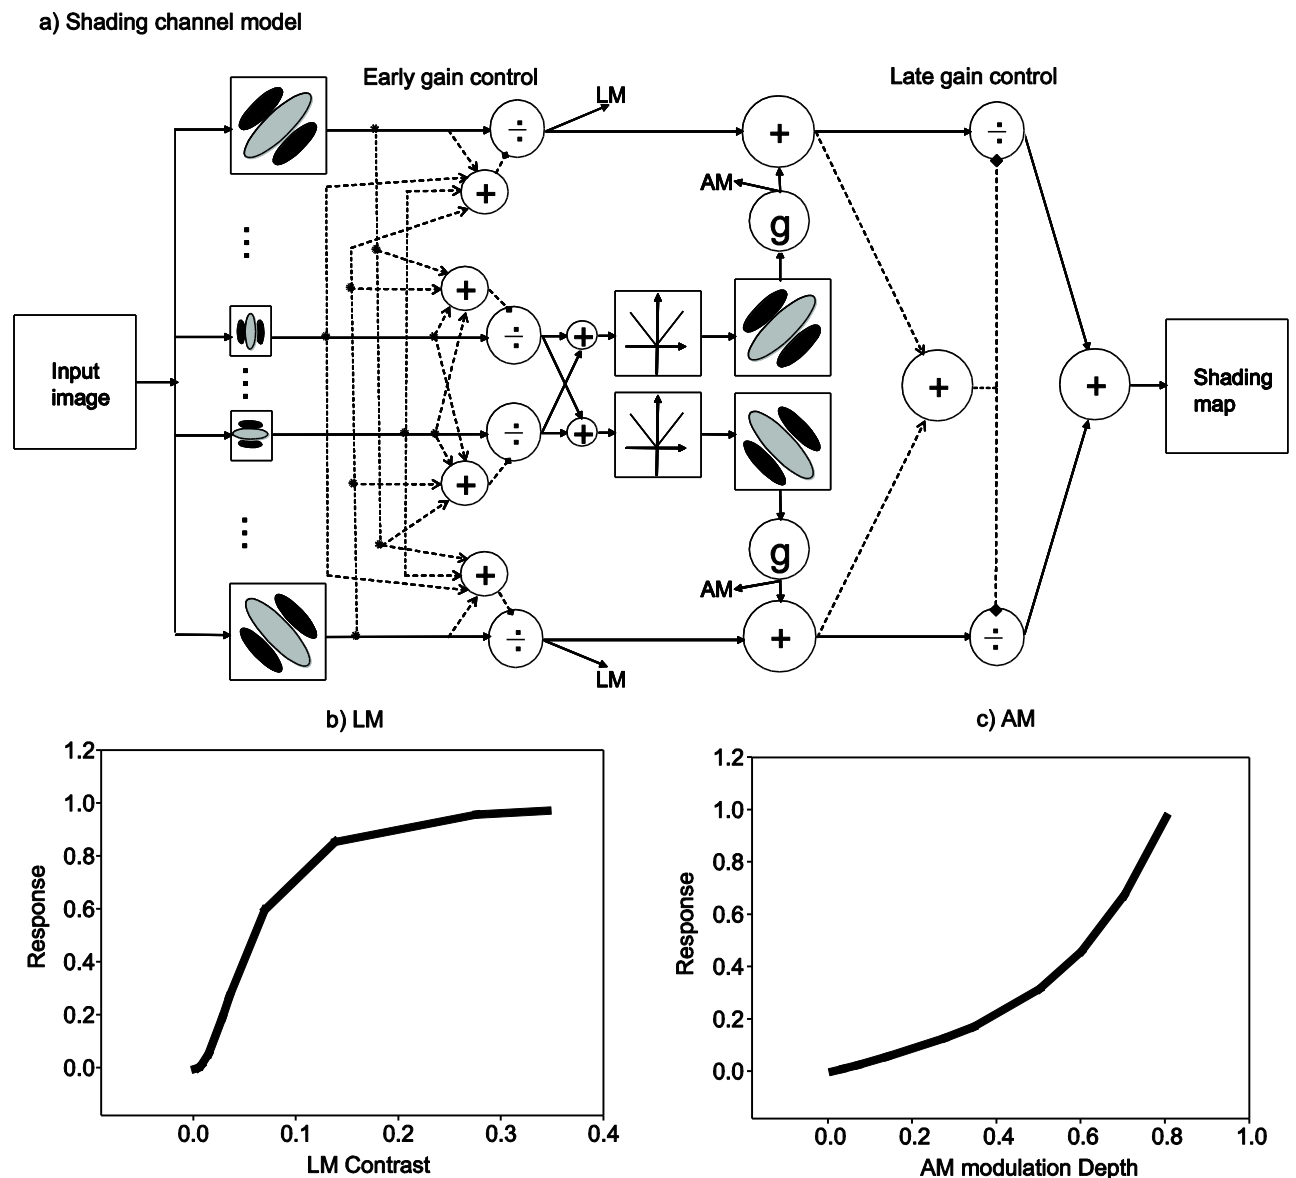 a) Shading channel model
Early gain control
Late gain control
LM
÷
+
÷
+
AM
g
+
÷
+
Input
image
+
+
Shading
map
÷
+
+
g
+
AM
÷
+
÷
LM
b) LM
c) AM
1.2
1.0
0.8
0.6
0.4
0.2
0.0
Response
0.0 0.1 0.2 0.3 0.4
LM Contrast
1.2
1.0
0.8
0.6
0.4
0.2
0.0
Response
0.0 0.2 0.4 0.6 0.8 1.0
AM modulation Depth